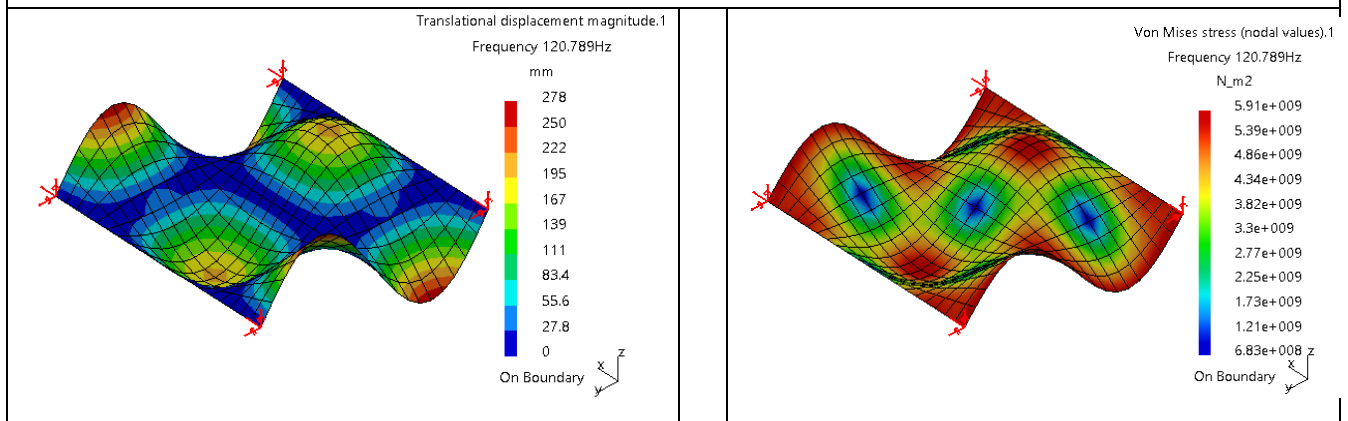 Translational displacement magnitude.1
Frequency 120.789Hz
mm
278
250
222
195
167
139
111
83.4
55.6
27.8
0
On Boundary
x
y
z
Von Mises stress (nodal values).1
Frequency 120.789Hz
N_m2
5.91e+009
5.39e+009
4.86e+009
4.34e+009
3.82e+009
3.3e+009
2.77e+009
2.25e+009
1.73e+009
1.21e+009
6.83e+008
On Boundary
x
y
z